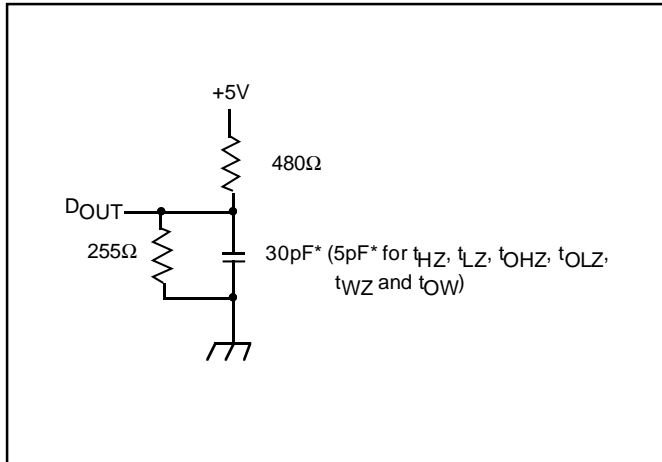 +5V
480Ω
DOUT
255Ω
30pF* (5pF* for tHZ, tLZ, tOHZ, tOLZ,
tWZ and tOW)